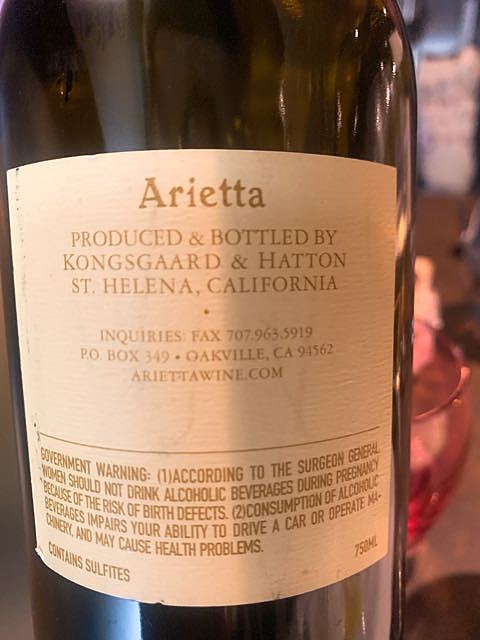 Arietta
PRODUCED & BOTTLED BY
KONGSGAARD & HATTON
ST. HELENA, CALIFORNIA
•
INQUIRIES: FAX 707.963.5919
P.O. BOX 349 • OAKVILLE, CA 94562
ARIETTAWINE.COM
GOVERNMENT WARNING: (1)ACCORDING TO THE SURGEON GENERAL,
WOMEN SHOULD NOT DRINK ALCOHOLIC BEVERAGES DURING PREGNANCY
BECAUSE OF THE RISK OF BIRTH DEFECTS. (2)CONSUMPTION OF ALCOHOLIC
BEVERAGES IMPAIRS YOUR ABILITY TO DRIVE A CAR OR OPERATE MA-
CHINERY, AND MAY CAUSE HEALTH PROBLEMS.
CONTAINS SULFITES
750ML